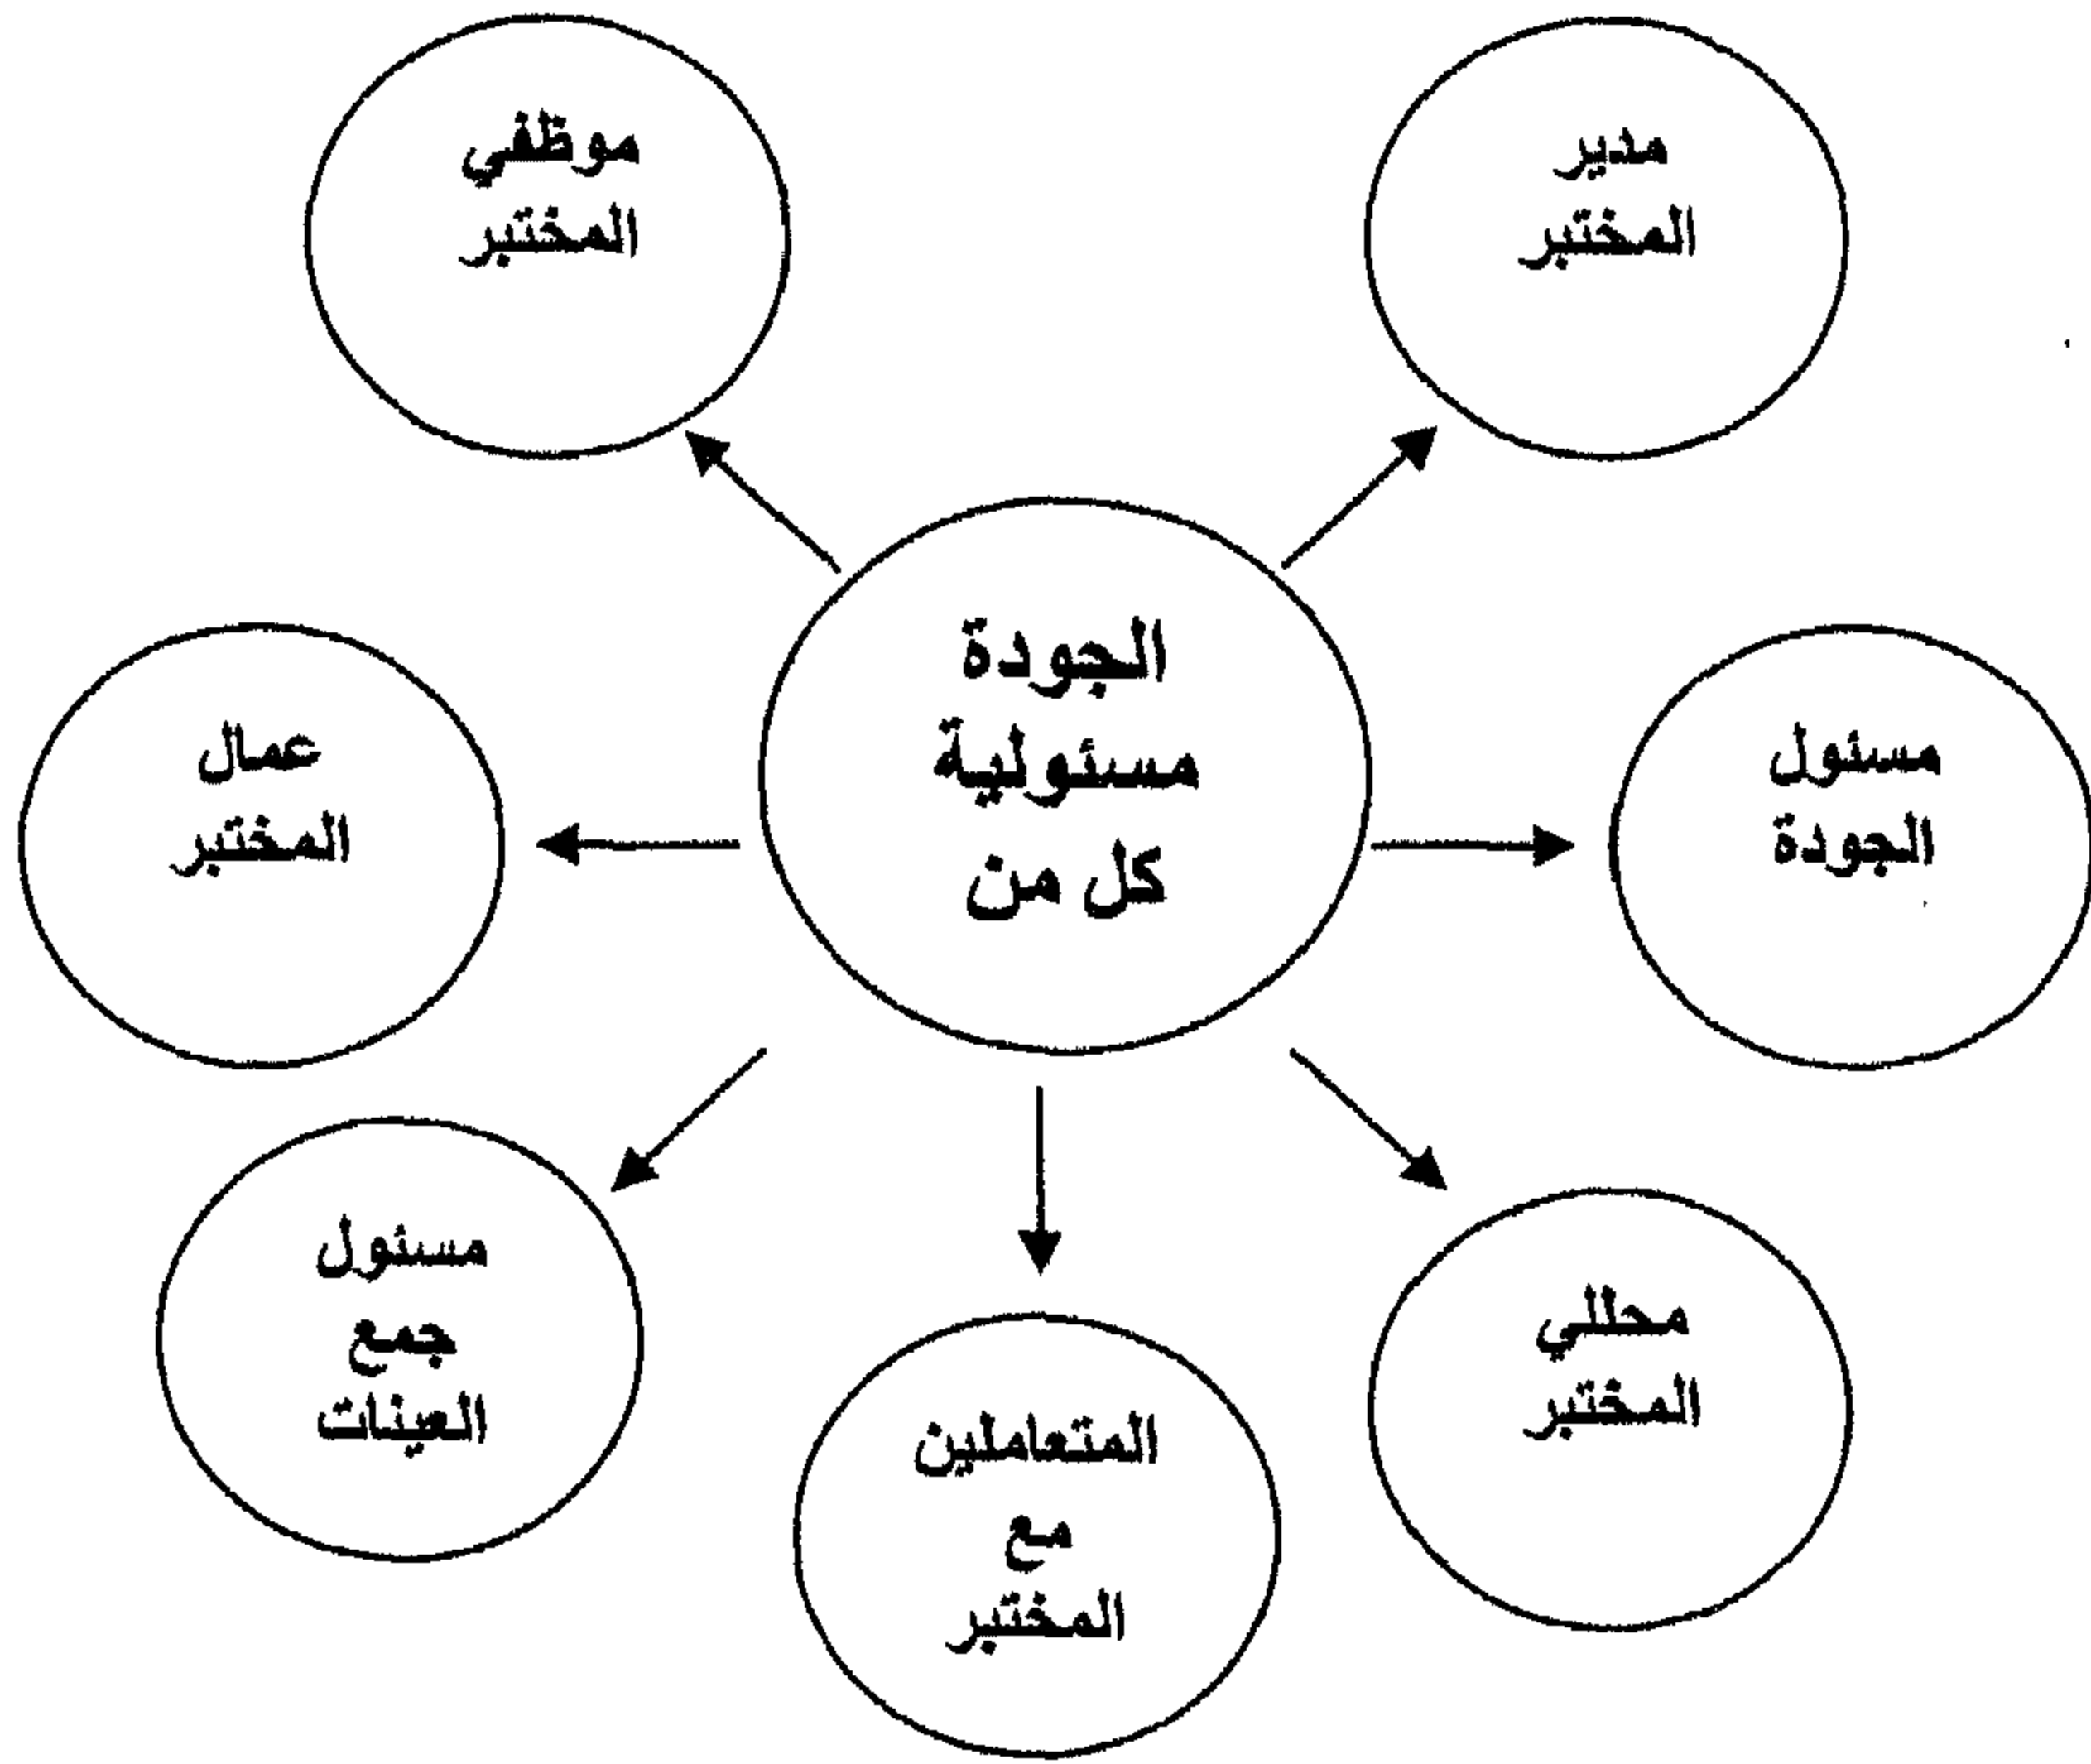 موظفي
المختبر
مدير
المختبر
الجودة
مسئولية
كل من
عمال
المختبر
مسئول
الجودة
مسئول
جمع
العينات
المتعاملين
مع
المختبر
محللي
المختبر